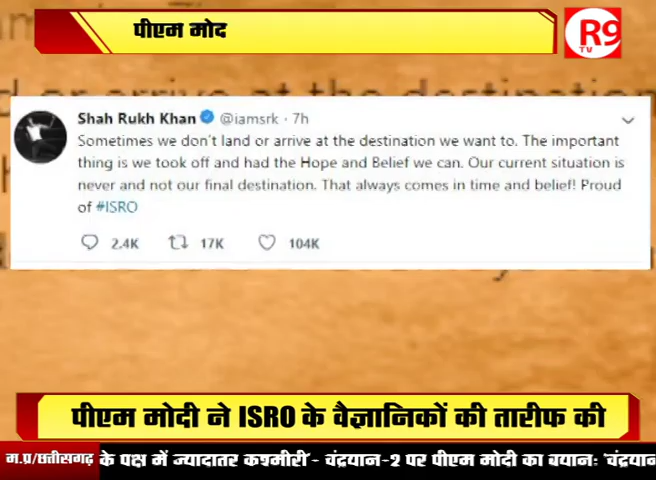 पीएम मोद
R9
TV
Shah Rukh Khan @iamsrk · 7h
Sometimes we don't land or arrive at the destination we want to. The important
thing is we took off and had the Hope and Belief we can. Our current situation is
never and not our final destination. That always comes in time and belief! Proud
of #ISRO
2.4K 17K 104K
पीएम मोदी ने ISRO के वैज्ञानिकों की तारीफ की
म.प्र/छत्तीसगढ़ के पक्ष में ज्यादातर कश्मीरी - चंद्रयान-2 पर पीएम मोदी का बयान: 'चंद्रयान